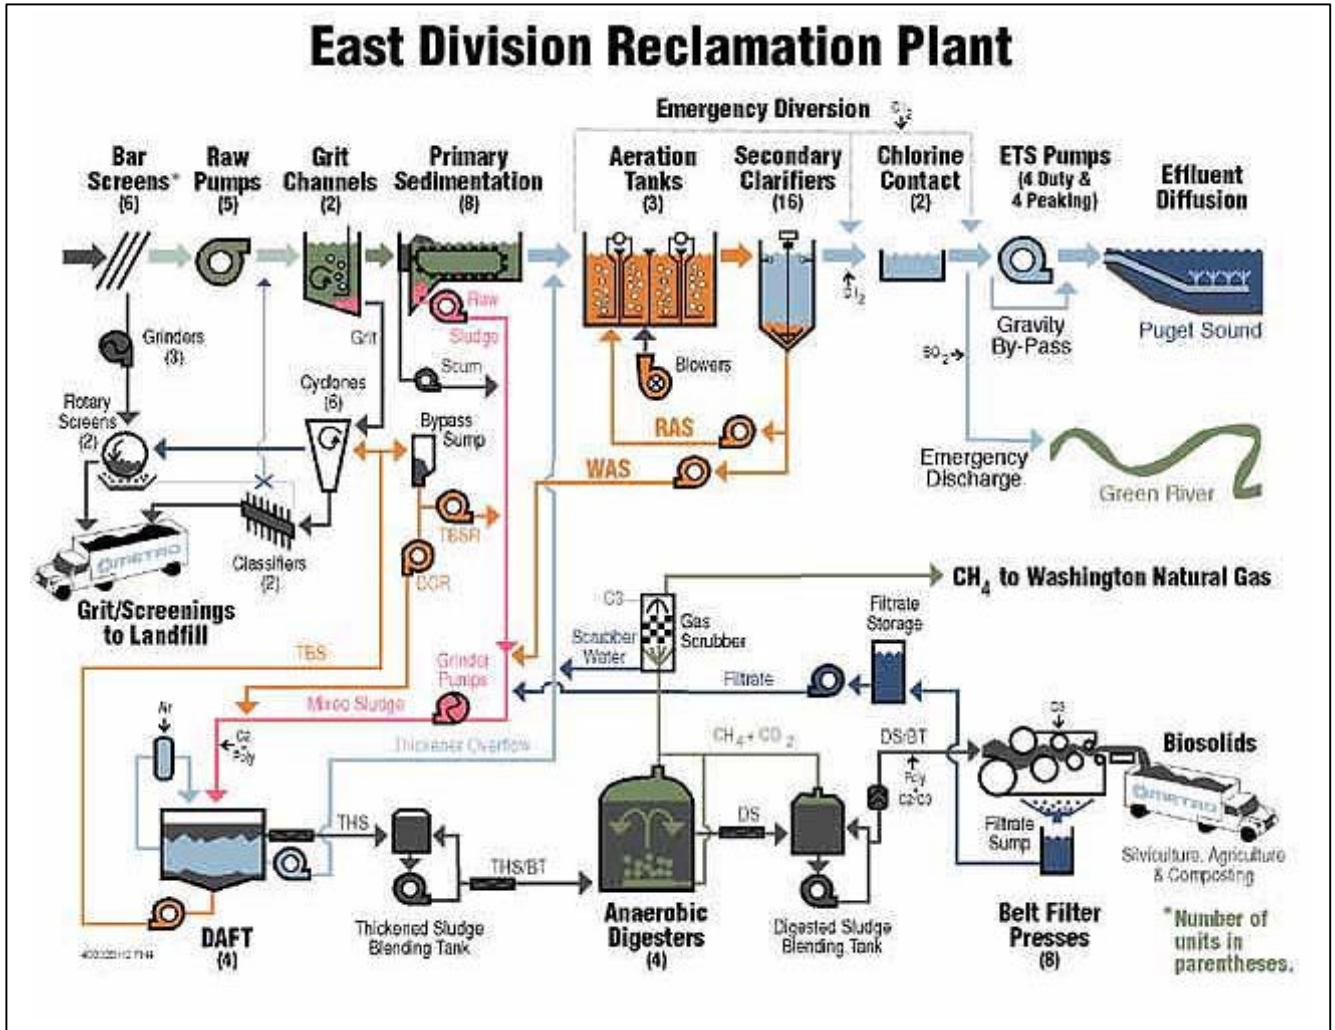 East Division Reclamation Plant
Emergency Diversion
Bar
Screens*
(6)
Raw
Pumps
(5)
Grit
Channels
(2)
Primary
Sedimentation
(8)
Aeration
Tanks
(3)
Secondary
Clarifiers
(16)
Chlorine
Contact
(2)
ETS Pumps
(4 Duty &
4 Peaking)
Effluent
Diffusion
Raw
Sludge
Grit
Scum
Grinders
(3)
Cyclones
(6)
Bypass
Sump
Rotary
Screens
(2)
Blowers
RAS
WAS
SO2
Gravity
By-Pass
Puget Sound
Emergency
Discharge
Green River
METRO
Classifiers
(2)
TBSR
Grit/Screenings
to Landfill
TBS
Grinder
Pumps
Mixed Sludge
C3
Gas
Scrubber
Scrubber
Water
CH4 to Washington Natural Gas
Filtrate
Storage
Filtrate
Air
C2
Poly
Thickener Overflow
CH4 + CO2
DS/BT
Poly
C2/C3
C3
Biosolids
METRO
THS
THS/BT
DS
Filtrate
Sump
Silviculture, Agriculture
& Composting
DAFT
(4)
Thickened Sludge
Blending Tank
Anaerobic
Digesters
(4)
Digested Sludge
Blending Tank
Belt Filter
Presses
(8)
*Number of
units in
parentheses.